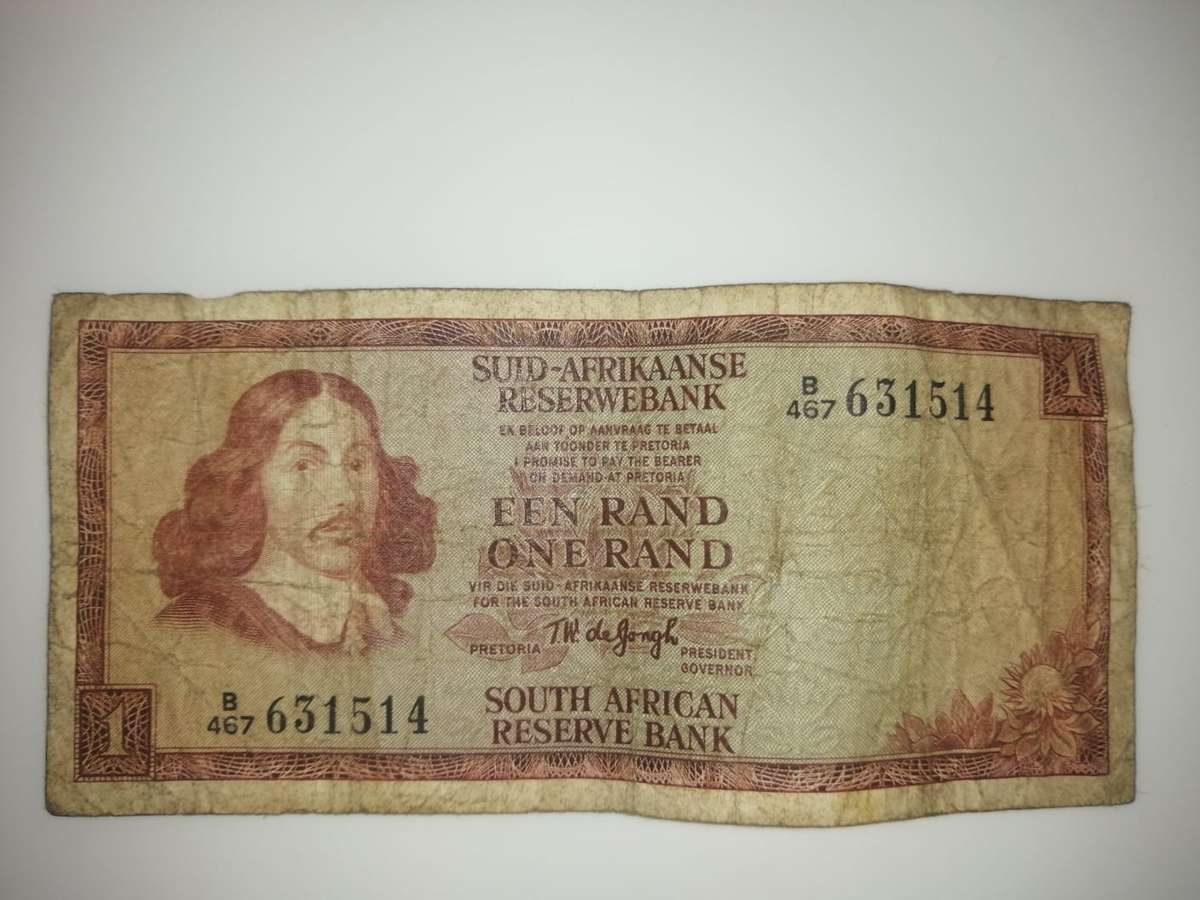 1
SUID-AFRIKAANSE
RESERWEBANK
B
467 631514
EK BELOOF OP AANVRAAG TE BETAAL
AAN TOONDER TE PRETORIA
I PROMISE TO PAY THE BEARER
ON DEMAND AT PRETORIA
EEN RAND
ONE RAND
VIR DIE SUID-AFRIKAANSE RESERWEBANK
FOR THE SOUTH AFRICAN RESERVE BANK
T.W. de Jongh
PRETORIA
PRESIDENT
GOVERNOR
B
467 631514
SOUTH AFRICAN
RESERVE BANK
1